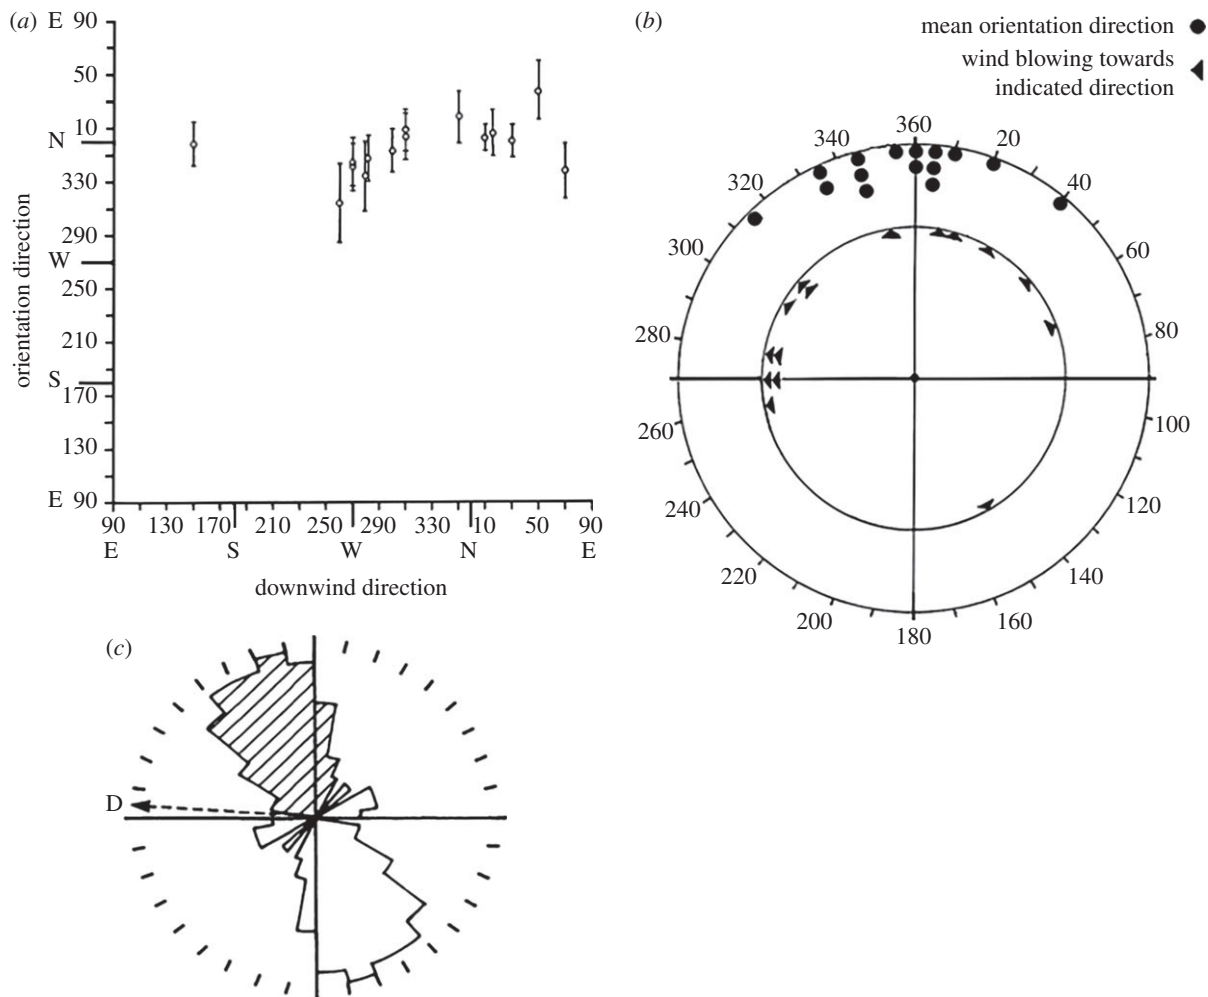 (a)
E 90
50
10
N
330
290
W
250
210
S
170
130
E 90
orientation direction
90 130 170 210 250 290 330 10 50 90
E S W N E
downwind direction
(b)
mean orientation direction
wind blowing towards
indicated direction
360
20
40
60
80
100
120
140
160
180
200
220
240
260
280
300
320
340
(c)
D